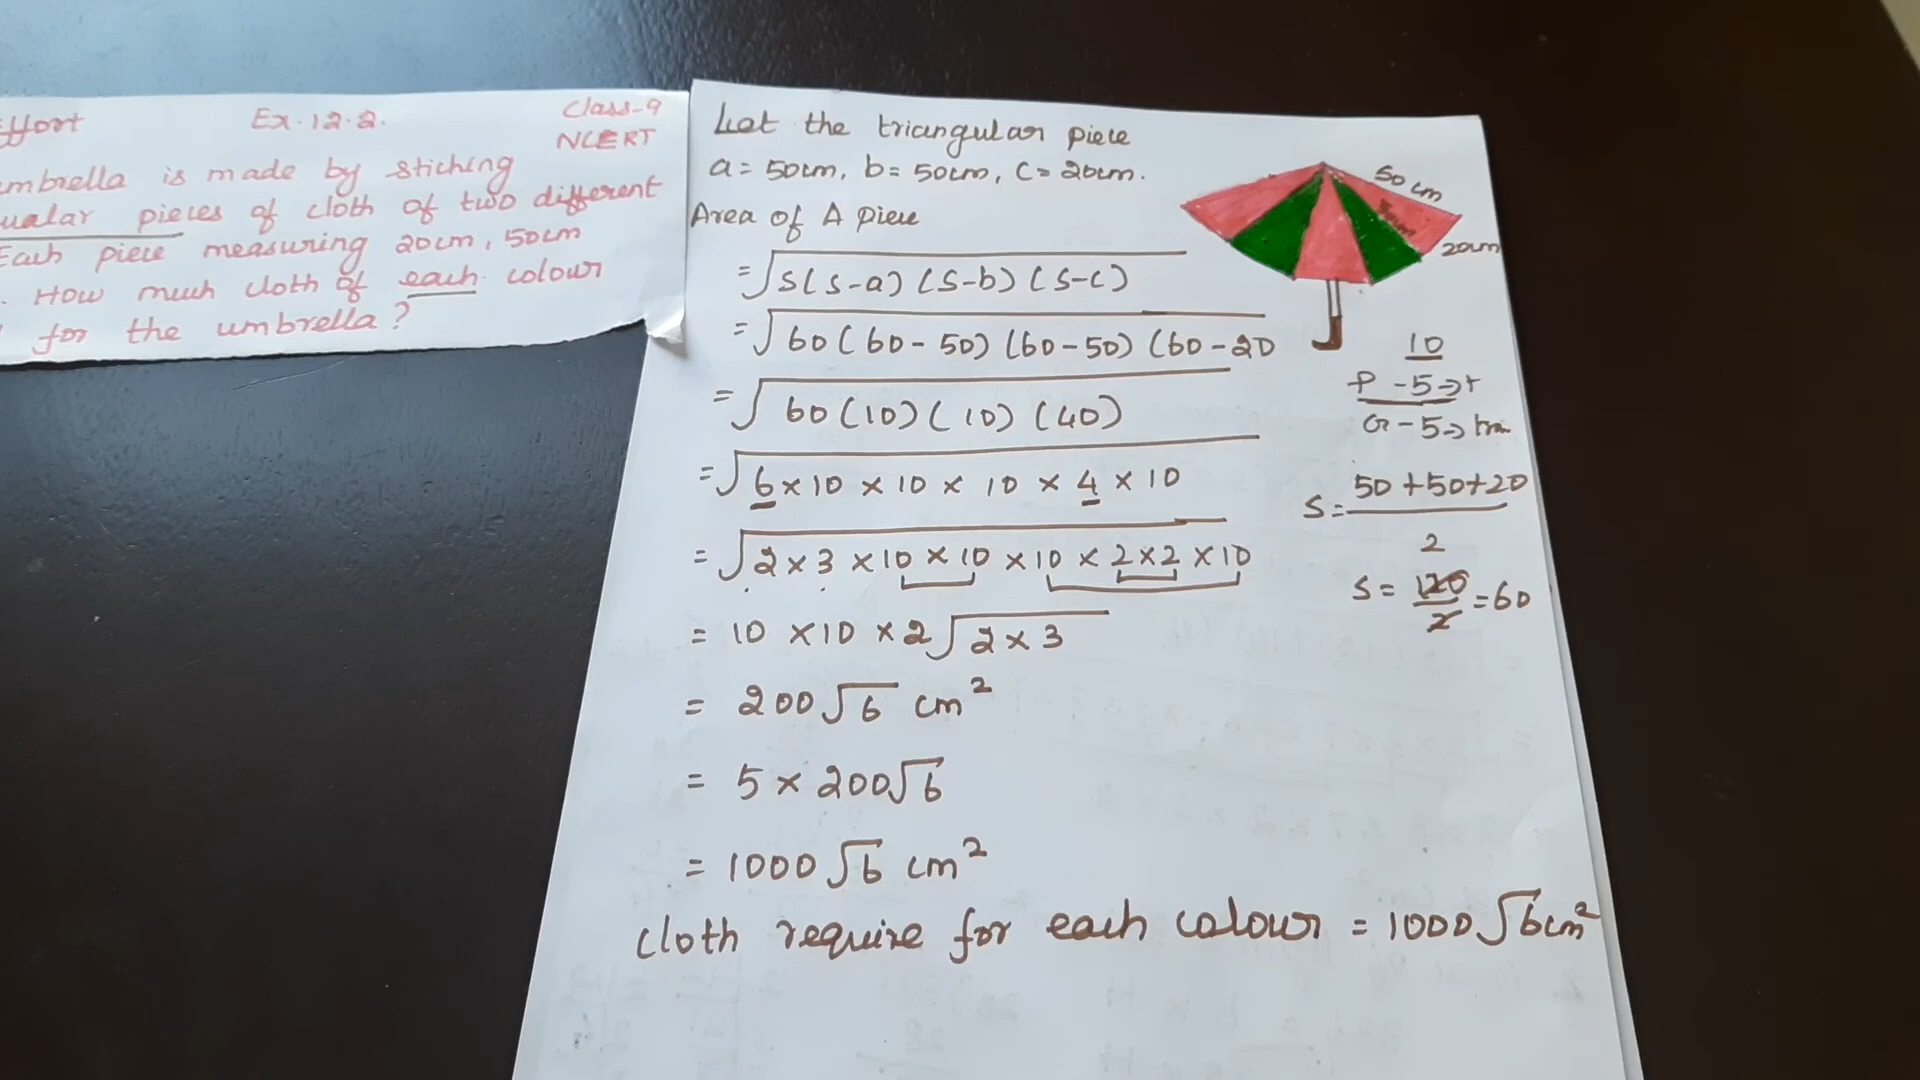 Effort Ex.12.2. Class-9
NCERT
umbrella is made by stiching
pieces of cloth of two different
Each piece measuring 20cm, 50cm
. How much cloth of each colour
for the umbrella?
Let the triangular piece
a = 50cm, b = 50cm, c = 20cm.
Area of A piece
= √s(s-a)(s-b)(s-c)
= √60(60-50)(60-50)(60-20
= √60(10)(10)(40)
= √6×10×10×10×4×10
= √2×3×10×10×10×2×2×10
= 10×10×2√2×3
= 200√6 cm²
= 5×200√6
= 1000√6 cm²
cloth require for each colour = 1000√6cm²
50 cm
20cm
10
P -5→
G -5→
S = 50+50+20
2
S = 120/2 = 60